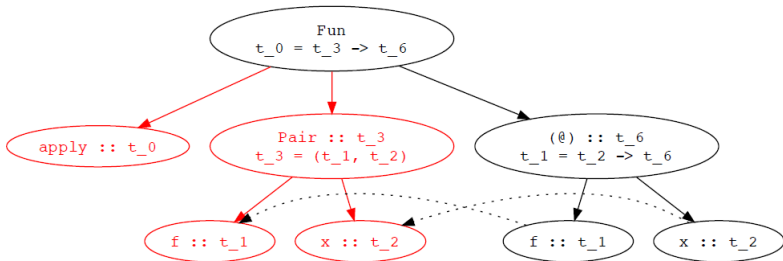 Fun
t_0 = t_3 -> t_6
apply :: t_0
Pair :: t_3
t_3 = (t_1, t_2)
(@) :: t_6
t_1 = t_2 -> t_6
f :: t_1
x :: t_2
f :: t_1
x :: t_2